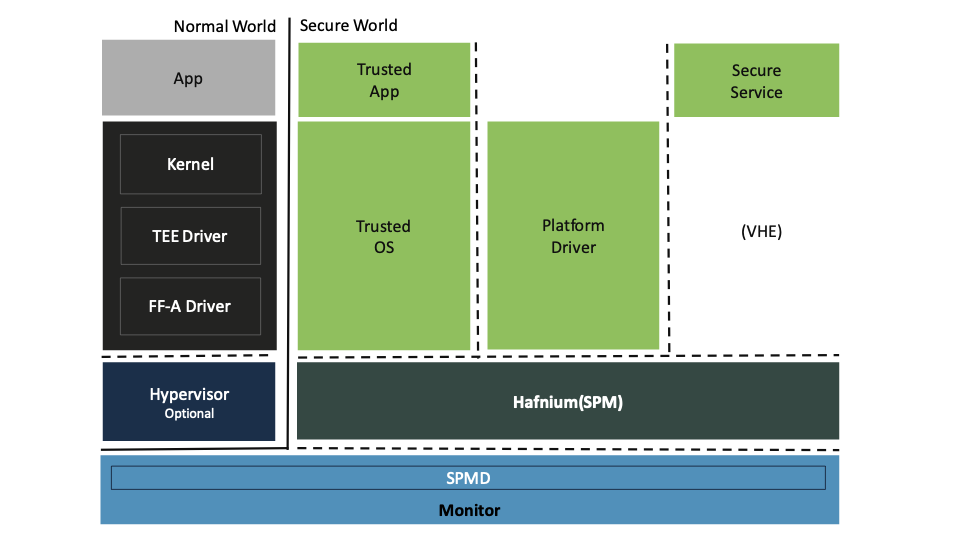 Normal World
Secure World
App
Trusted
App
Secure
Service
Kernel
TEE Driver
FF-A Driver
Trusted
OS
Platform
Driver
(VHE)
Hypervisor
Optional
Hafnium(SPM)
SPMD
Monitor